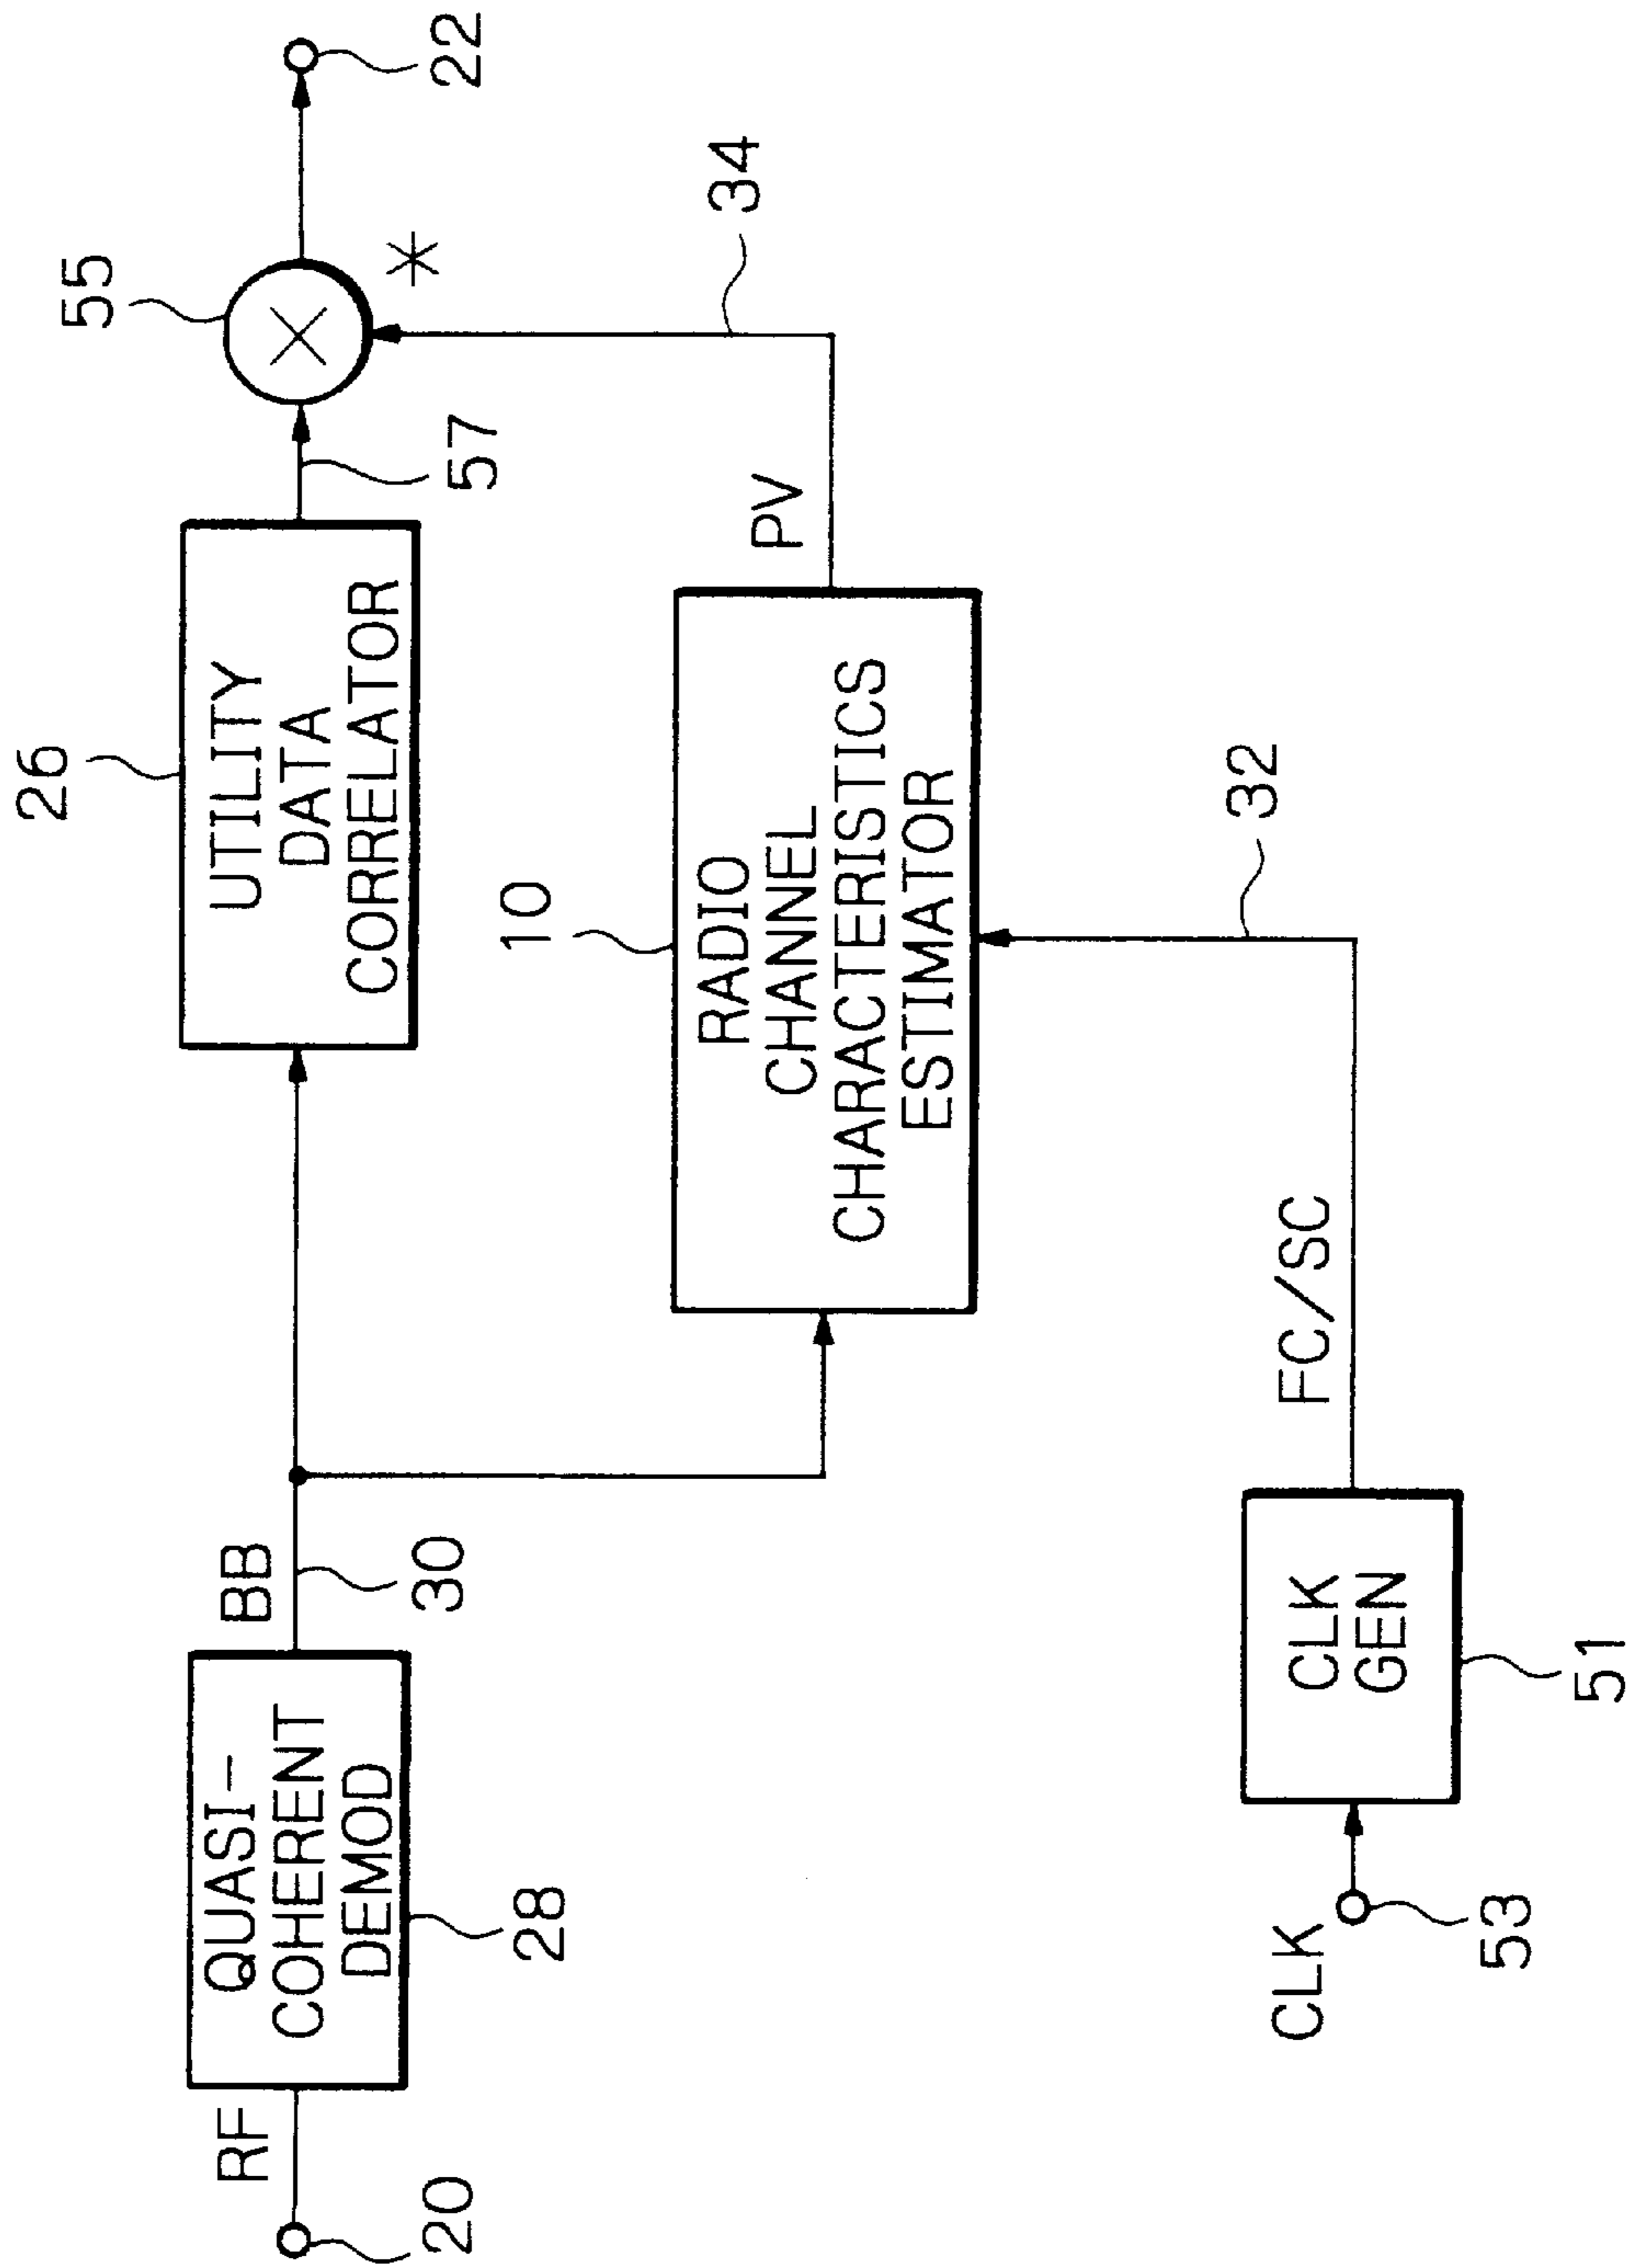 20
RF
QUASI-
COHERENT
DEMOD
28
BB
30
26
UTILITY
DATA
CORRELATOR
57
55
*
22
10
RADIO
CHANNEL
CHARACTERISTICS
ESTIMATOR
PV
34
CLK
53
CLK
GEN
51
FC/SC
32